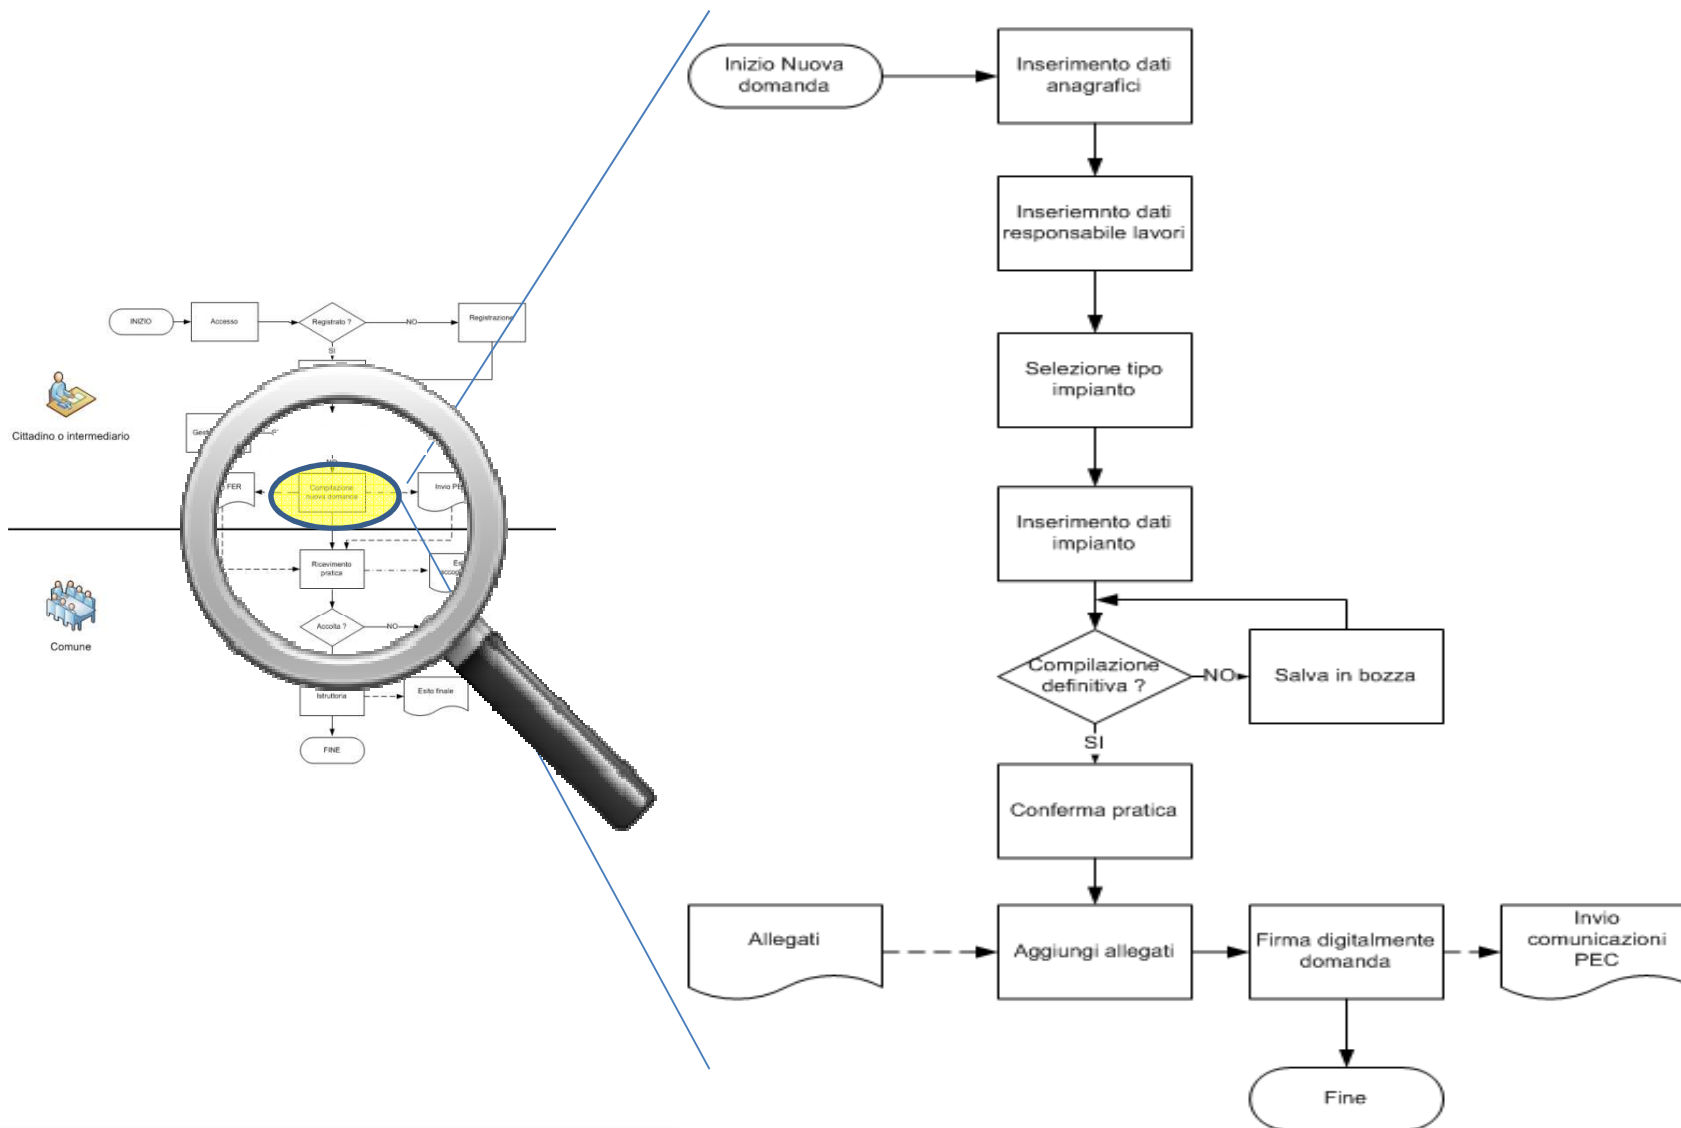 Inizio Nuova
domanda
Inserimento dati
anagrafici
Inseriemnto dati
responsabile lavori
Selezione tipo
impianto
Inserimento dati
impianto
Compilazione
definitiva ?
NO
Salva in bozza
SI
Conferma pratica
Allegati
Aggiungi allegati
Firma digitalmente
domanda
Invio
comunicazioni
PEC
Fine
INIZIO
Accesso
Registrato ?
NO
Registrazione
SI
Cittadino o intermediario
FER
Compilazione
nuova domanda
Invio
Ricevimento
pratica
Comune
Accolta ?
NO
Istruttoria
Esto finale
FINE